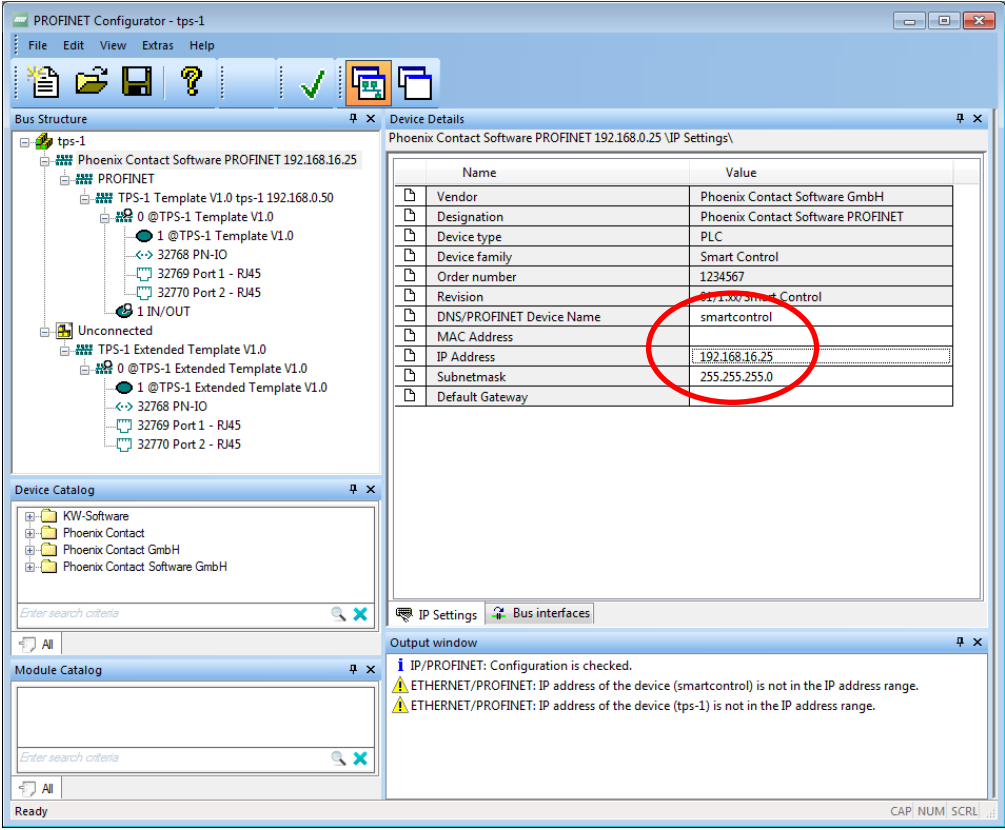 PROFINET Configurator - tps-1
File Edit View Extras Help
Bus Structure
tps-1
Phoenix Contact Software PROFINET 192.168.16.25
PROFINET
TPS-1 Template V1.0 tps-1 192.168.0.50
0 @TPS-1 Template V1.0
1 @TPS-1 Template V1.0
32768 PN-IO
32769 Port 1 - RJ45
32770 Port 2 - RJ45
1 IN/OUT
Unconnected
TPS-1 Extended Template V1.0
0 @TPS-1 Extended Template V1.0
1 @TPS-1 Extended Template V1.0
32768 PN-IO
32769 Port 1 - RJ45
32770 Port 2 - RJ45
Device Catalog
KW-Software
Phoenix Contact
Phoenix Contact GmbH
Phoenix Contact Software GmbH
Enter search criteria
All
Module Catalog
Enter search criteria
All
Device Details
Phoenix Contact Software PROFINET 192.168.0.25 \IP Settings\
Name Value
Vendor Phoenix Contact Software GmbH
Designation Phoenix Contact Software PROFINET
Device type PLC
Device family Smart Control
Order number 1234567
Revision 01/1.xx/Smart Control
DNS/PROFINET Device Name smartcontrol
MAC Address
IP Address 192.168.16.25
Subnetmask 255.255.255.0
Default Gateway
IP Settings Bus interfaces
Output window
IP/PROFINET: Configuration is checked.
ETHERNET/PROFINET: IP address of the device (smartcontrol) is not in the IP address range.
ETHERNET/PROFINET: IP address of the device (tps-1) is not in the IP address range.
Ready CAP NUM SCRL